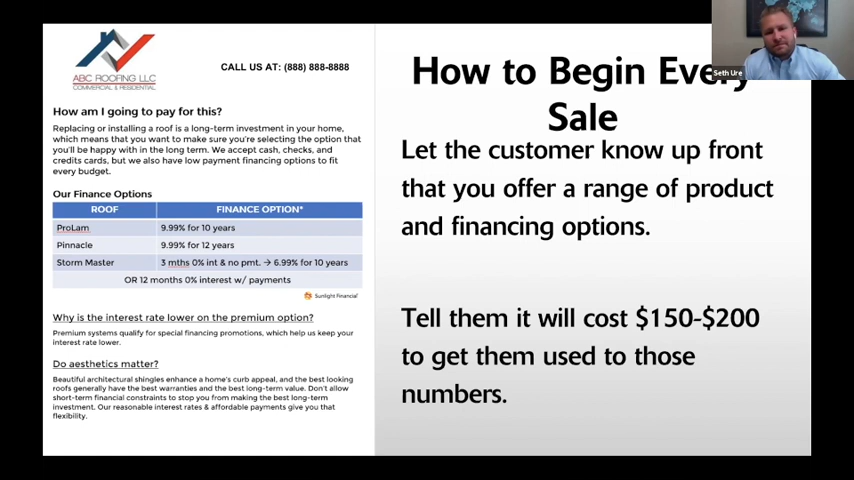 ABC ROOFING LLC
COMMERCIAL & RESIDENTIAL
CALL US AT: (888) 888-8888
How am I going to pay for this?
Replacing or installing a roof is a long-term investment in your home,
which means that you want to make sure you're selecting the option that
you'll be happy with in the long term. We accept cash, checks, and
credits cards, but we also have low payment financing options to fit
every budget.
Our Finance Options
ROOF FINANCE OPTION*
ProLam 9.99% for 10 years
Pinnacle 9.99% for 12 years
Storm Master 3 mths 0% int & no pmt. → 6.99% for 10 years
OR 12 months 0% interest w/ payments
Sunlight Financial
Why is the interest rate lower on the premium option?
Premium systems qualify for special financing promotions, which help us keep your
interest rate lower.
Do aesthetics matter?
Beautiful architectural shingles enhance a home's curb appeal, and the best looking
roofs generally have the best warranties and the best long-term value. Don't allow
short-term financial constraints to stop you from making the best long-term
investment. Our reasonable interest rates & affordable payments give you that
flexibility.
How to Begin Every
Sale
Let the customer know up front
that you offer a range of product
and financing options.
Tell them it will cost $150-$200
to get them used to those
numbers.
Seth Ure